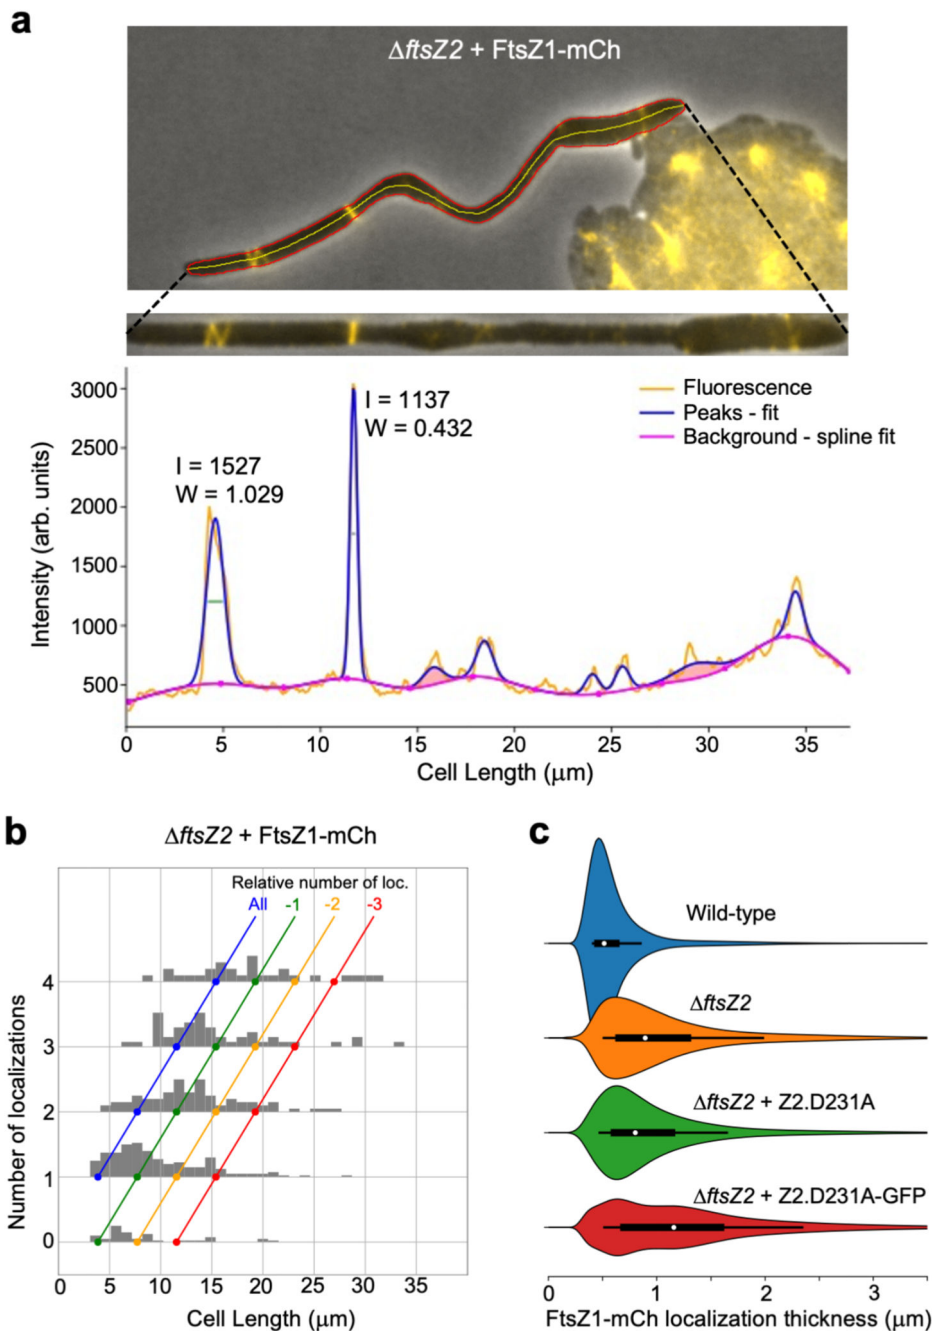 a
ΔftsZ2 + FtsZ1-mCh
3000
2500
2000
1500
1000
500
Intensity (arb. units)
I = 1527
W = 1.029
I = 1137
W = 0.432
Fluorescence
Peaks - fit
Background - spline fit
0 5 10 15 20 25 30 35
Cell Length (μm)
b
ΔftsZ2 + FtsZ1-mCh
Relative number of loc.
All -1 -2 -3
4
3
2
1
0
Number of localizations
0 5 10 15 20 25 30 35
Cell Length (μm)
c
Wild-type
ΔftsZ2
ΔftsZ2 + Z2.D231A
ΔftsZ2 + Z2.D231A-GFP
0 1 2 3
FtsZ1-mCh localization thickness (μm)